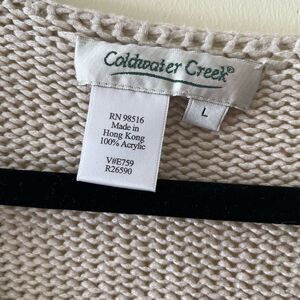 Coldwater Creek®
L
RN 98516
Made in
Hong Kong
100% Acrylic
V#E759
R26590